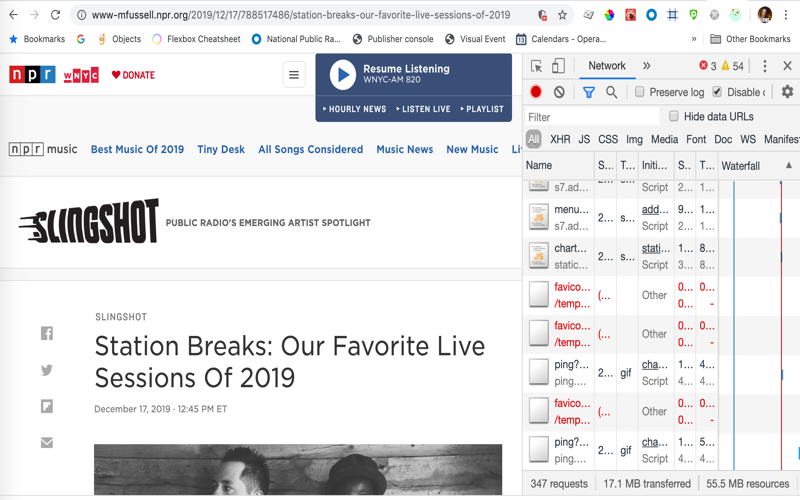 www-mfussell.npr.org/2019/12/17/788517486/station-breaks-our-favorite-live-sessions-of-2019
Bookmarks
g
Objects
Flexbox Cheatsheet
National Public Ra...
Publisher console
Visual Event
13
Calendars - Opera...
»
Other Bookmarks
npr
WNYC
DONATE
Resume Listening
WNYC-AM 820
HOURLY NEWS
LISTEN LIVE
PLAYLIST
npr music
Best Music Of 2019
Tiny Desk
All Songs Considered
Music News
New Music
Li
SLINGSHOT
PUBLIC RADIO'S EMERGING ARTIST SPOTLIGHT
SLINGSHOT
Station Breaks: Our Favorite Live
Sessions Of 2019
December 17, 2019 · 12:45 PM ET
Network
»
3
54
Preserve log
Disable c
Filter
Hide data URLs
All XHR JS CSS Img Media Font Doc WS Manifes
Name S... T... Initi... S... T... Waterfall
s7.ad... Script 2... 1...
menu... 2... s... add... 9... 1...
s7.ad... Script 2... 1...
chart... 2... s... stati... 1... 8...
static... Script 3... 8...
favico... (... Other 0... 0...
/temp... 0... -
favico... (... Other 0... 0...
/temp... 0... -
ping?... 2... gif cha... 1... 4...
ping.... Script 4... 4...
favico... (... Other 0... 0...
/temp... 0... -
ping?... 2... gif cha... 1... 5...
ping.... Script 4... 4...
347 requests
17.1 MB transferred
55.5 MB resources